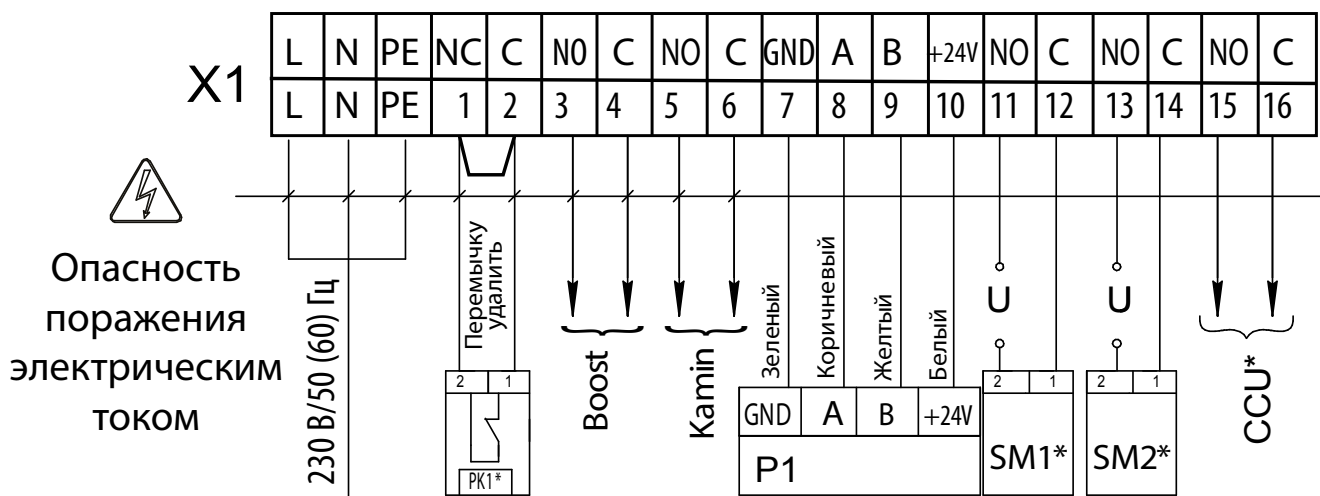 X1
L N PE NC C NO C NO C GND A B +24V NO C NO C NO C
L N PE 1 2 3 4 5 6 7 8 9 10 11 12 13 14 15 16
Опасность
поражения
электрическим
током
230 В/50 (60) Гц
Перемычку
удалить
2 1
PK1*
Boost
Kamin
Зеленый
Коричневый
Желтый
Белый
GND A B +24V
P1
U
2 1
SM1*
U
2 1
SM2*
CCU*